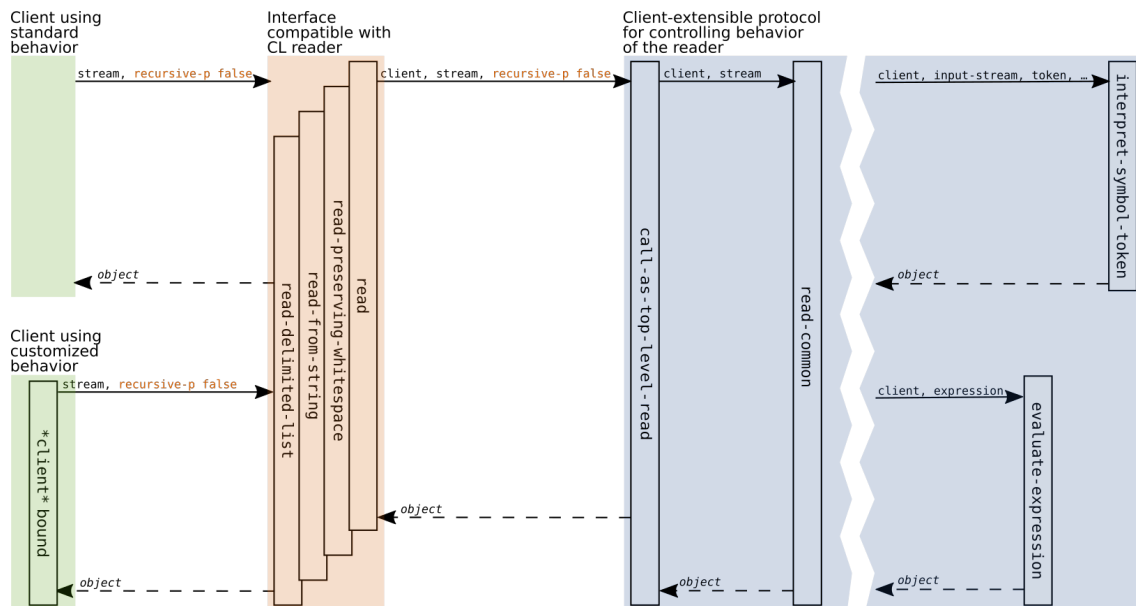 Client using
standard
behavior
Interface
compatible with
CL reader
Client-extensible protocol
for controlling behavior
of the reader
stream, recursive-p false
client, stream, recursive-p false
client, stream
client, input-stream, token, …
interpret-symbol-token
read
read-preserving-whitespace
read-from-string
read-delimited-list
call-as-top-level-read
read-common
object
object
Client using
customized
behavior
stream, recursive-p false
client, expression
*client* bound
evaluate-expression
object
object
object
object